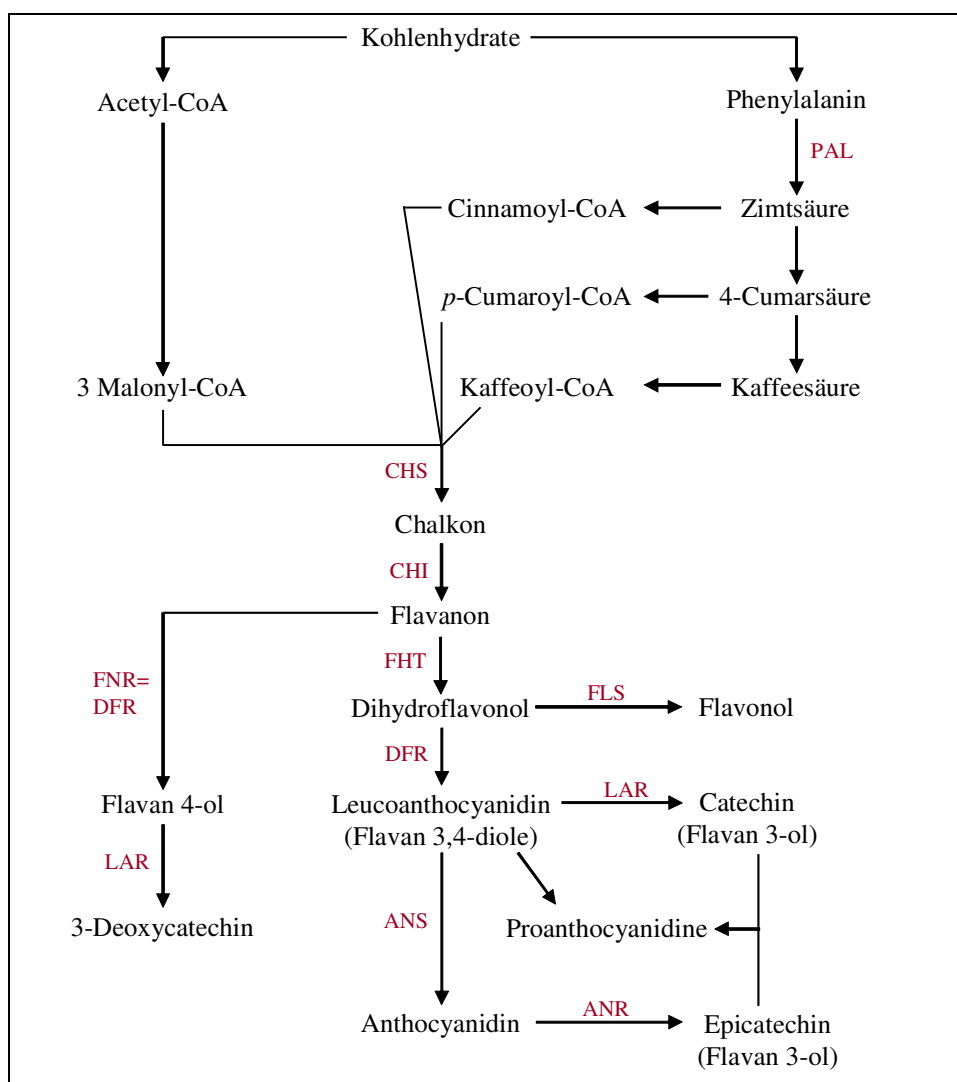 Kohlenhydrate
Acetyl-CoA
Phenylalanin
PAL
Cinnamoyl-CoA
Zimtsäure
p-Cumaroyl-CoA
4-Cumarsäure
3 Malonyl-CoA
Kaffeoyl-CoA
Kaffeesäure
CHS
Chalkon
CHI
Flavanon
FHT
FNR=
DFR
Dihydroflavonol
FLS
Flavonol
DFR
Flavan 4-ol
Leucoanthocyanidin
(Flavan 3,4-diole)
LAR
Catechin
(Flavan 3-ol)
LAR
3-Deoxycatechin
ANS
Proanthocyanidine
Anthocyanidin
ANR
Epicatechin
(Flavan 3-ol)